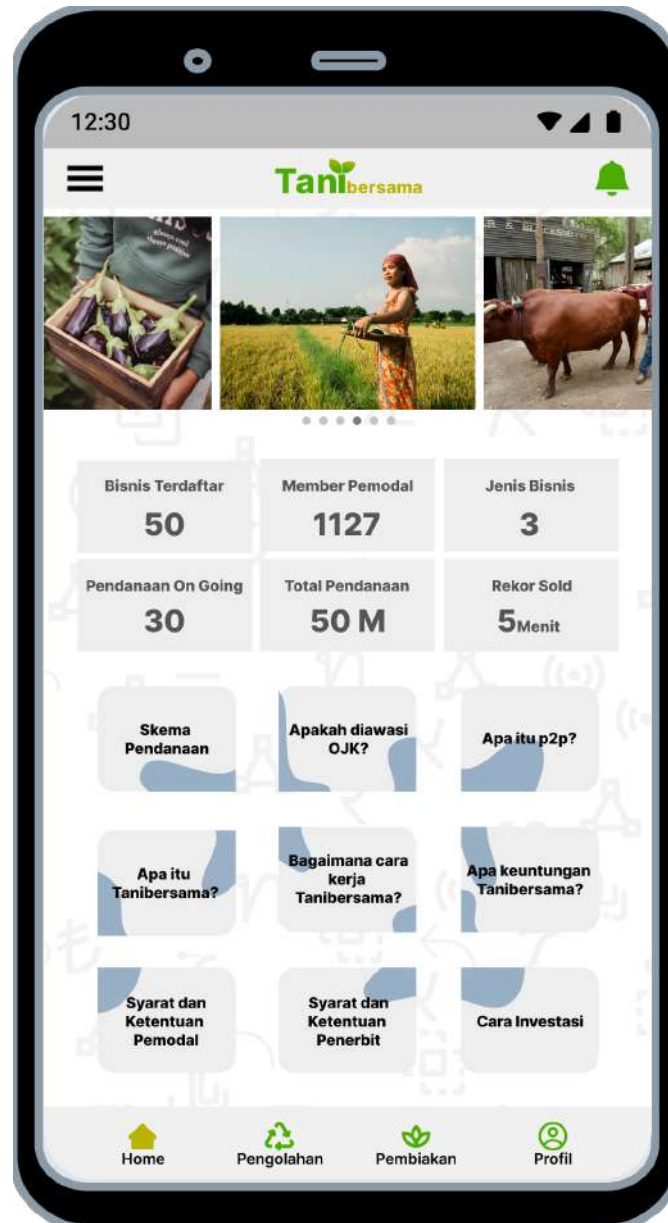 12:30
Tanibersama
Bisnis Terdaftar
50
Member Pemodal
1127
Jenis Bisnis
3
Pendanaan On Going
30
Total Pendanaan
50 M
Rekor Sold
5Menit
Skema
Pendanaan
Apakah diawasi
OJK?
Apa itu p2p?
Apa itu
Tanibersama?
Bagaimana cara
kerja
Tanibersama?
Apa keuntungan
Tanibersama?
Syarat dan
Ketentuan
Pemodal
Syarat dan
Ketentuan
Penerbit
Cara Investasi
Home
Pengolahan
Pembiakan
Profil